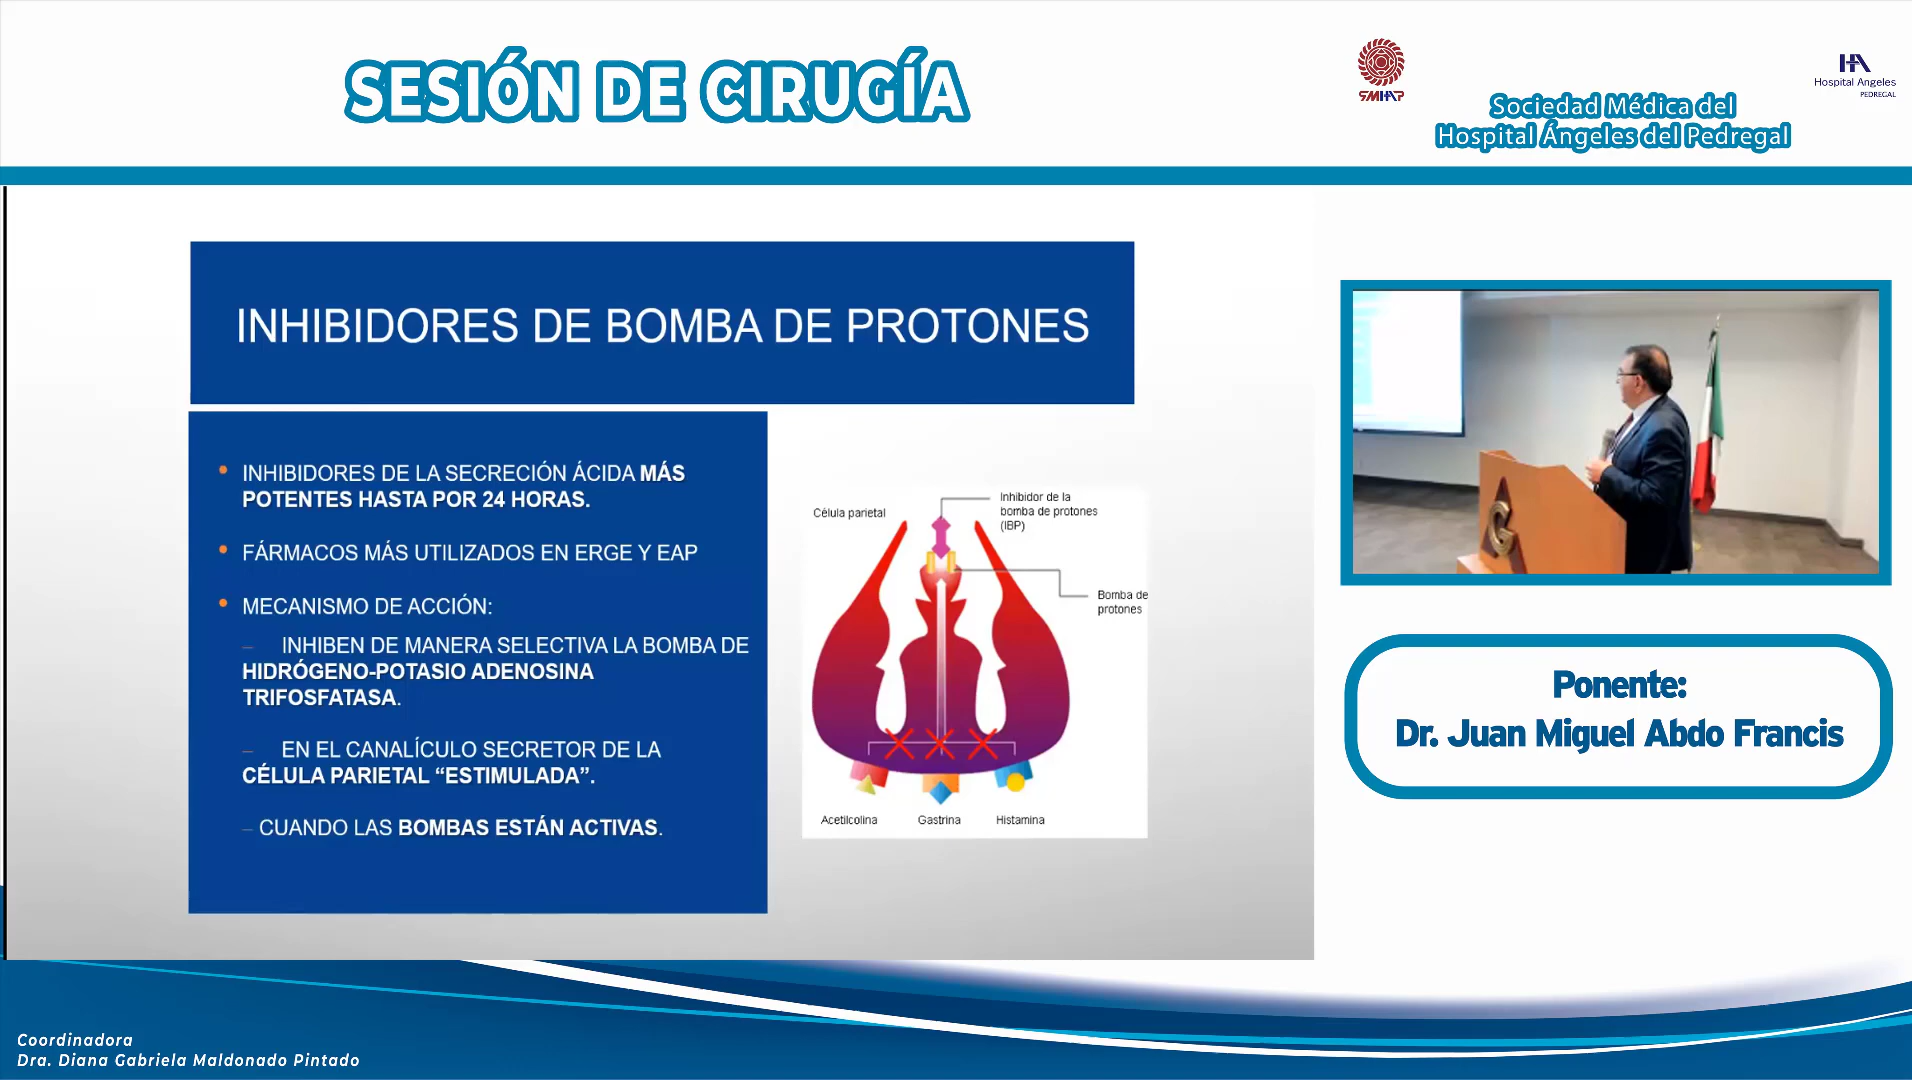 SESIÓN DE CIRUGÍA
SMHAP
HA
Hospital Angeles
PEDREGAL
Sociedad Médica del
Hospital Ángeles del Pedregal
INHIBIDORES DE BOMBA DE PROTONES
• INHIBIDORES DE LA SECRECIÓN ÁCIDA MÁS
POTENTES HASTA POR 24 HORAS.
• FÁRMACOS MÁS UTILIZADOS EN ERGE Y EAP
• MECANISMO DE ACCIÓN:
– INHIBEN DE MANERA SELECTIVA LA BOMBA DE
HIDRÓGENO-POTASIO ADENOSINA
TRIFOSFATASA.
– EN EL CANALÍCULO SECRETOR DE LA
CÉLULA PARIETAL “ESTIMULADA”.
– CUANDO LAS BOMBAS ESTÁN ACTIVAS.
Célula parietal
Inhibidor de la
bomba de protones
(IBP)
Bomba de
protones
Acetilcolina
Gastrina
Histamina
G
Ponente:
Dr. Juan Miguel Abdo Francis
Coordinadora
Dra. Diana Gabriela Maldonado Pintado